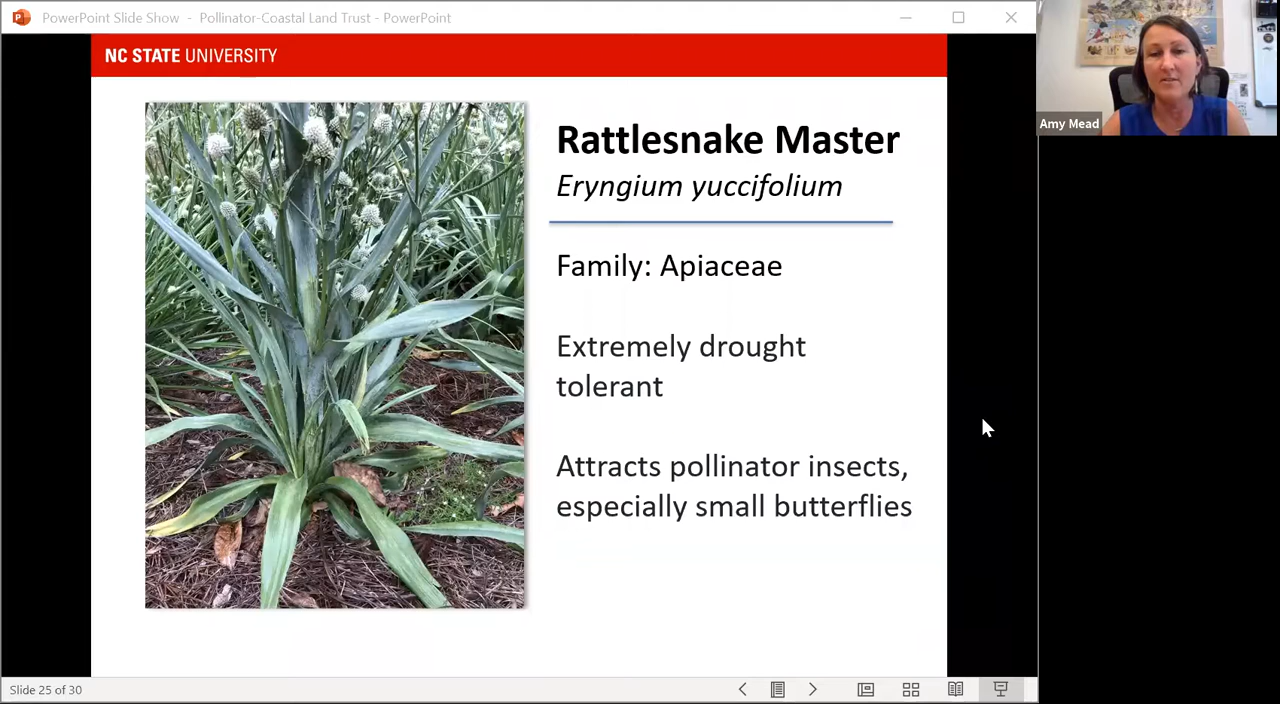 PowerPoint Slide Show - Pollinator-Coastal Land Trust - PowerPoint
NC STATE UNIVERSITY
Amy Mead
Rattlesnake Master
Eryngium yuccifolium
Family: Apiaceae
Extremely drought
tolerant
Attracts pollinator insects,
especially small butterflies
Slide 25 of 30